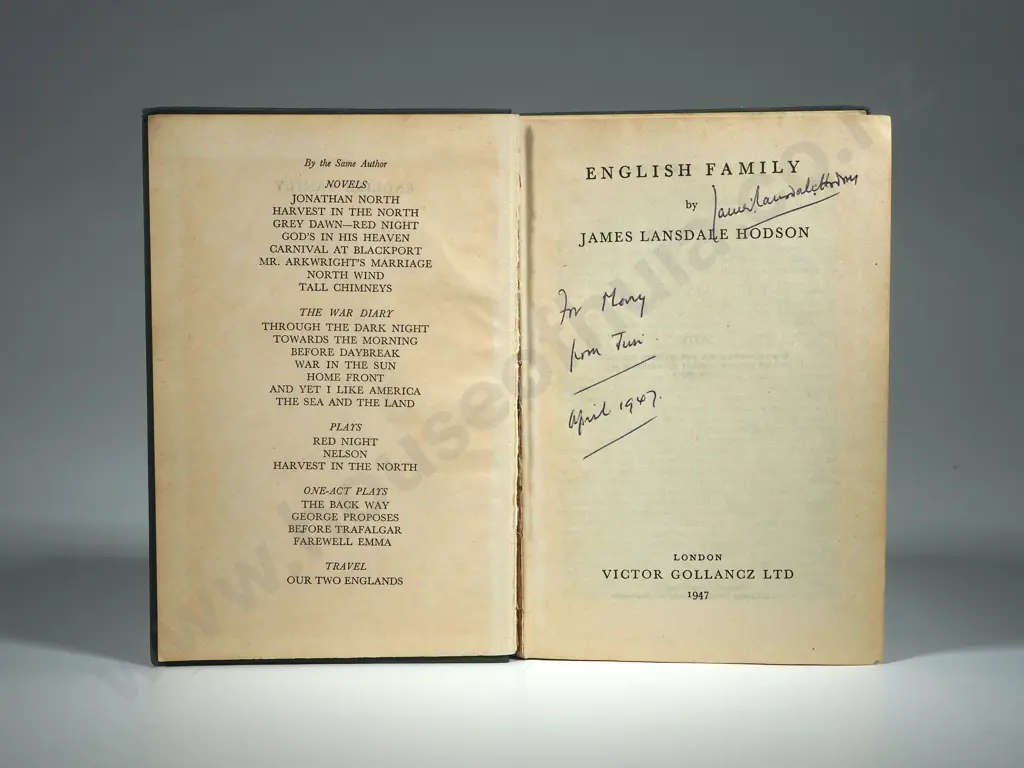 By the Same Author
NOVELS
JONATHAN NORTH
HARVEST IN THE NORTH
GREY DAWN—RED NIGHT
GOD'S IN HIS HEAVEN
CARNIVAL AT BLACKPORT
MR. ARKWRIGHT'S MARRIAGE
NORTH WIND
TALL CHIMNEYS
THE WAR DIARY
THROUGH THE DARK NIGHT
TOWARDS THE MORNING
BEFORE DAYBREAK
WAR IN THE SUN
HOME FRONT
AND YET I LIKE AMERICA
THE SEA AND THE LAND
PLAYS
RED NIGHT
NELSON
HARVEST IN THE NORTH
ONE-ACT PLAYS
THE BACK WAY
GEORGE PROPOSES
BEFORE TRAFALGAR
FAREWELL EMMA
TRAVEL
OUR TWO ENGLANDS
ENGLISH FAMILY
by
James Lansdale Hodson
JAMES LANSDALE HODSON
For
from
April 1947.
LONDON
VICTOR GOLLANCZ LTD
1947